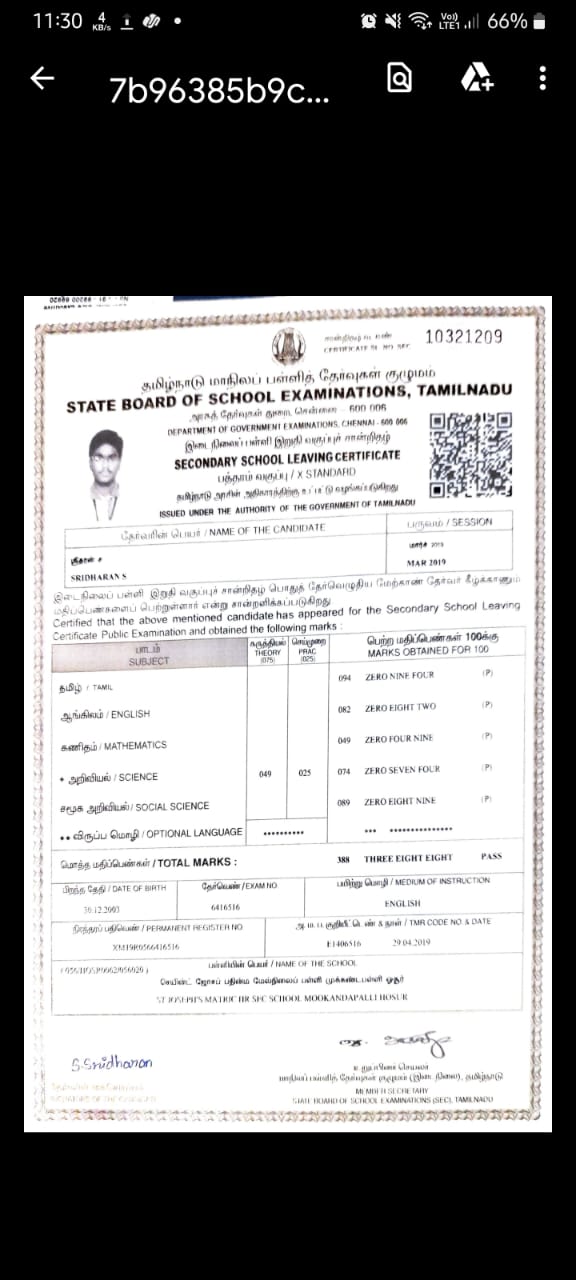 11:30 4 KB/s Vo)) LTE1 66%
7b96385b9c...
சான்றிதழ் வ. எண்
CERTIFICATE SL. NO. SEC 10321209
தமிழ்நாடு மாநிலப் பள்ளித் தேர்வுகள் குழுமம்
STATE BOARD OF SCHOOL EXAMINATIONS, TAMILNADU
அரசுத் தேர்வுகள் துறை, சென்னை - 600 006
DEPARTMENT OF GOVERNMENT EXAMINATIONS, CHENNAI - 600 006
இடைநிலைப் பள்ளி இறுதி வகுப்புச் சான்றிதழ்
SECONDARY SCHOOL LEAVING CERTIFICATE
பத்தாம் வகுப்பு / X STANDARD
தமிழ்நாடு அரசின் அதிகாரத்திற்கு உட்பட்டு வழங்கப்படுகிறது
ISSUED UNDER THE AUTHORITY OF THE GOVERNMENT OF TAMILNADU
தேர்வரின் பெயர் / NAME OF THE CANDIDATE பருவம் / SESSION
ஸ்ரீதரன் ச மார்ச் 2019
SRIDHARAN S MAR 2019
இடைநிலைப் பள்ளி இறுதி வகுப்புச் சான்றிதழ் பொதுத் தேர்வெழுதிய மேற்காண் தேர்வர் கீழ்க்காணும்
மதிப்பெண்களைப் பெற்றுள்ளார் என்று சான்றளிக்கப்படுகிறது
Certified that the above mentioned candidate has appeared for the Secondary School Leaving
Certificate Public Examination and obtained the following marks :
பாடம் கருத்தியல் செய்முறை பெற்ற மதிப்பெண்கள் 100க்கு
SUBJECT THEORY (075) PRAC (025) MARKS OBTAINED FOR 100
தமிழ் / TAMIL 094 ZERO NINE FOUR (P)
ஆங்கிலம் / ENGLISH 082 ZERO EIGHT TWO (P)
கணிதம் / MATHEMATICS 049 ZERO FOUR NINE (P)
* அறிவியல் / SCIENCE 049 025 074 ZERO SEVEN FOUR (P)
சமூக அறிவியல் / SOCIAL SCIENCE 089 ZERO EIGHT NINE (P)
** விருப்ப மொழி / OPTIONAL LANGUAGE ********** *** ***************
மொத்த மதிப்பெண்கள் / TOTAL MARKS : 388 THREE EIGHT EIGHT PASS
பிறந்த தேதி / DATE OF BIRTH தேர்வெண் / EXAM NO பயிற்று மொழி / MEDIUM OF INSTRUCTION
30.12.2003 6416516 ENGLISH
நிரந்தரப் பதிவெண் / PERMANENT REGISTER NO / TMR CODE NO. & DATE
XM19R0566416516 E1406516 29.04.2019
பள்ளியின் பெயர் / NAME OF THE SCHOOL
செயின்ட் ஜோசப் பதின்ம மேல்நிலைப் பள்ளி மூக்கண்டபள்ளி ஓசூர்
ST JOSEPH'S MATRIC HR SEC SCHOOL MOOKANDAPALLI HOSUR
S.Sridharan
உறுப்பினர் செயலர்
மாநிலப் பள்ளித் தேர்வுகள் குழுமம் (இடைநிலை), தமிழ்நாடு
MEMBER SECRETARY
STATE BOARD OF SCHOOL EXAMINATIONS (SEC), TAMILNADU